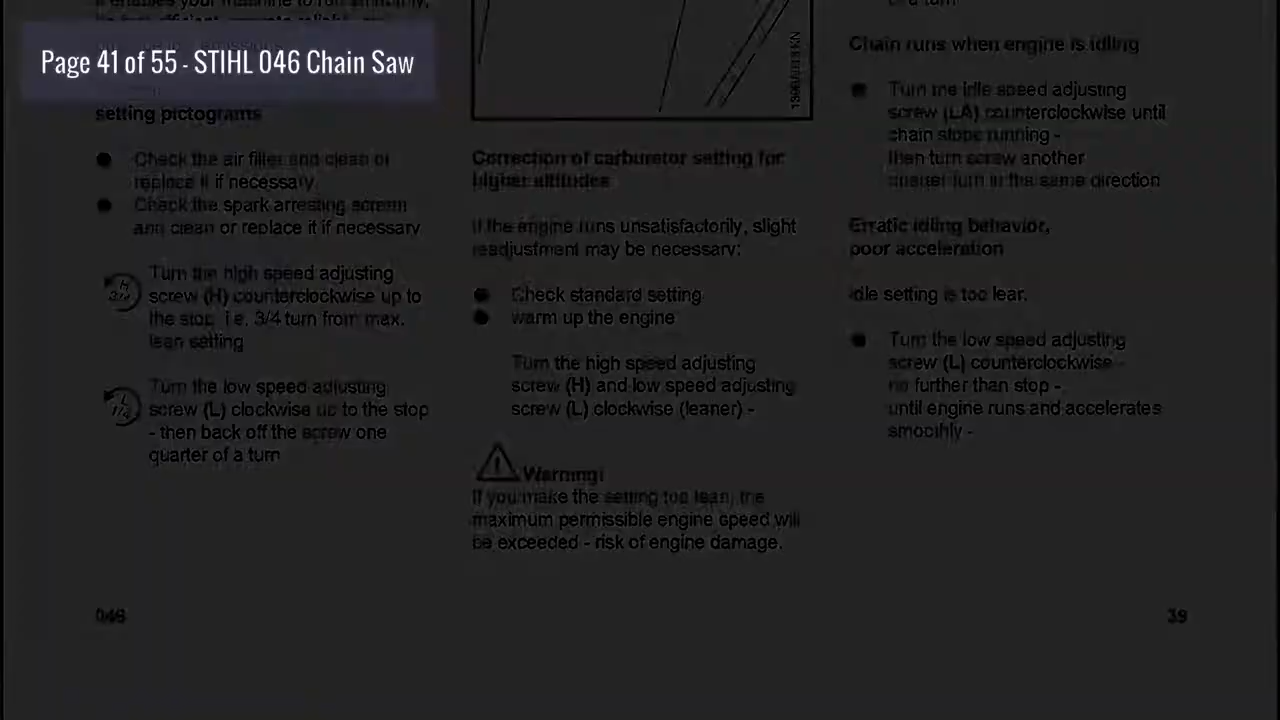 Page 41 of 55 - STIHL 046 Chain Saw
setting pictograms
Check the air filter and clean or
replace it if necessary
Check the spark arresting screen
and clean or replace it if necessary
H
3/4
Turn the high speed adjusting
screw (H) counterclockwise up to
the stop, i.e. 3/4 turn from max.
lean setting
L
1/4
Turn the low speed adjusting
screw (L) clockwise up to the stop
- then back off the screw one
quarter of a turn
Correction of carburetor setting for
higher altitudes
If the engine runs unsatisfactorily, slight
readjustment may be necessary:
Check standard setting
warm up the engine
Turn the high speed adjusting
screw (H) and low speed adjusting
screw (L) clockwise (leaner) -
Warning!
If you make the setting too lean, the
maximum permissible engine speed will
be exceeded - risk of engine damage.
Chain runs when engine is idling
Turn the idle speed adjusting
screw (LA) counterclockwise until
chain stops running -
then turn screw another
quarter turn in the same direction
Erratic idling behavior,
poor acceleration
Idle setting is too lean.
Turn the low speed adjusting
screw (L) counterclockwise -
no further than stop -
until engine runs and accelerates
smoothly -
046
39